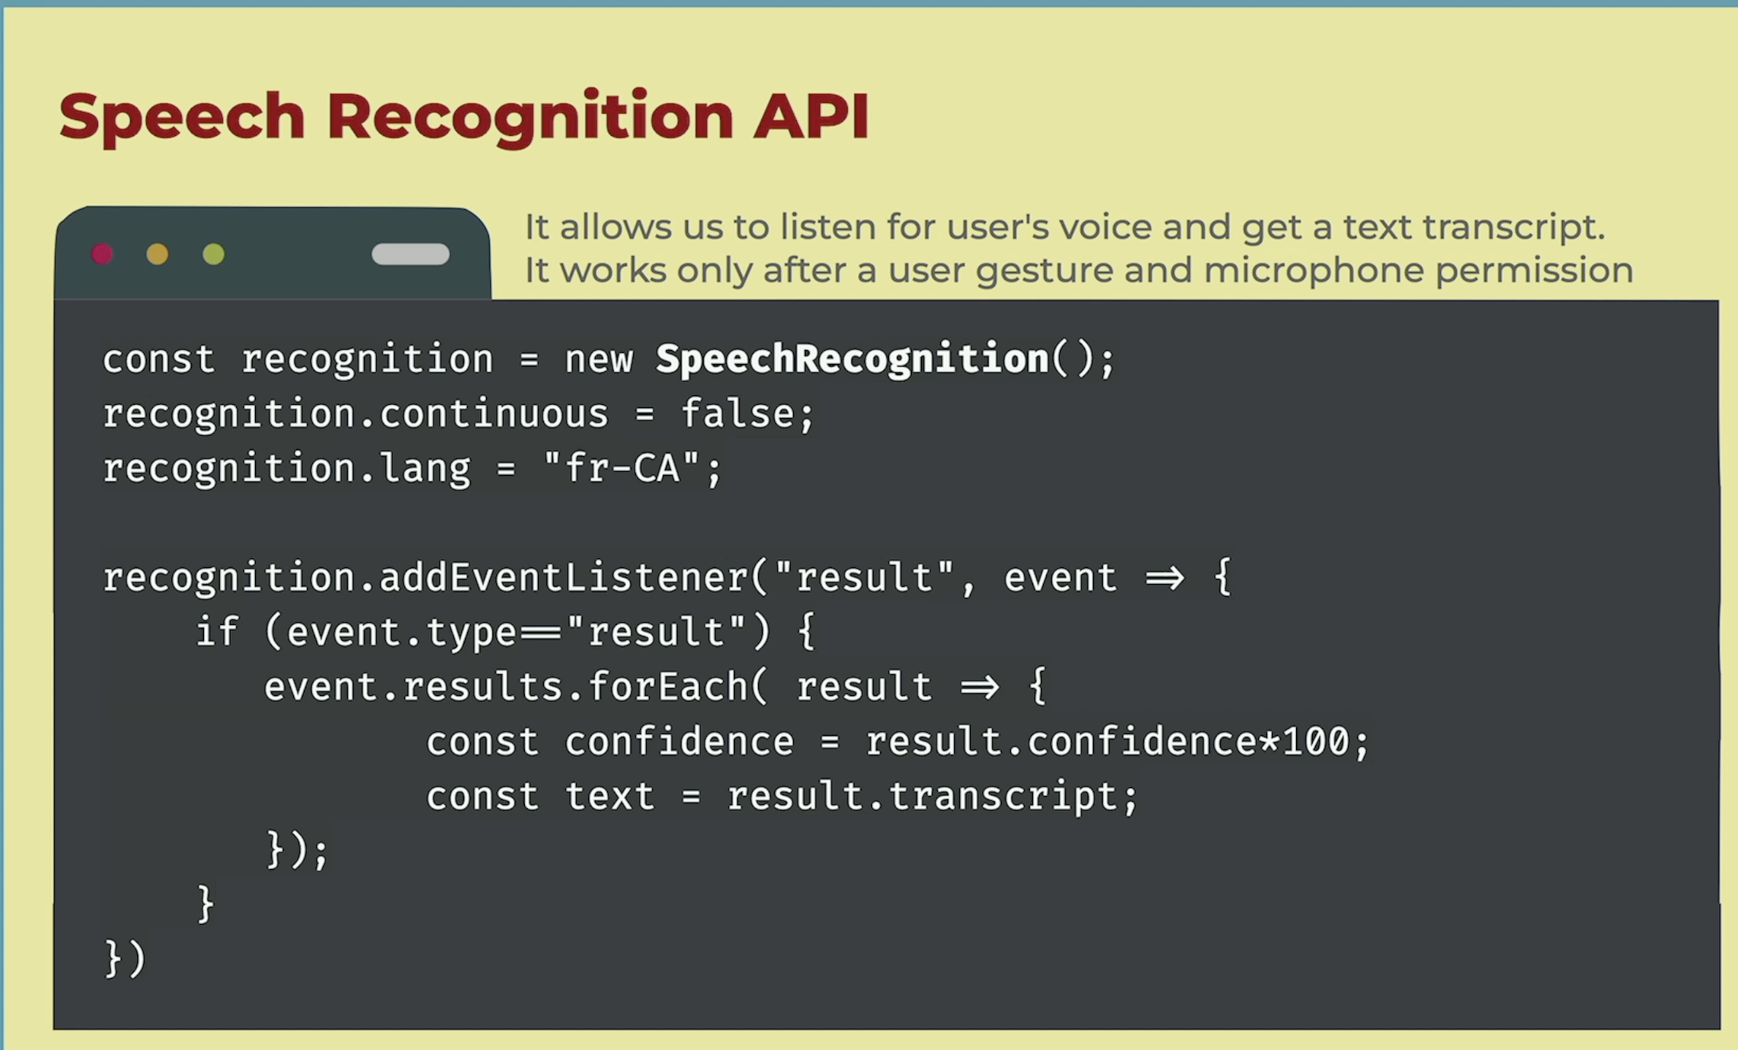 Speech Recognition API
It allows us to listen for user's voice and get a text transcript.
It works only after a user gesture and microphone permission
const recognition = new SpeechRecognition();
recognition.continuous = false;
recognition.lang = "fr-CA";
recognition.addEventListener("result", event => {
if (event.type=="result") {
event.results.forEach( result => {
const confidence = result.confidence*100;
const text = result.transcript;
});
}
})